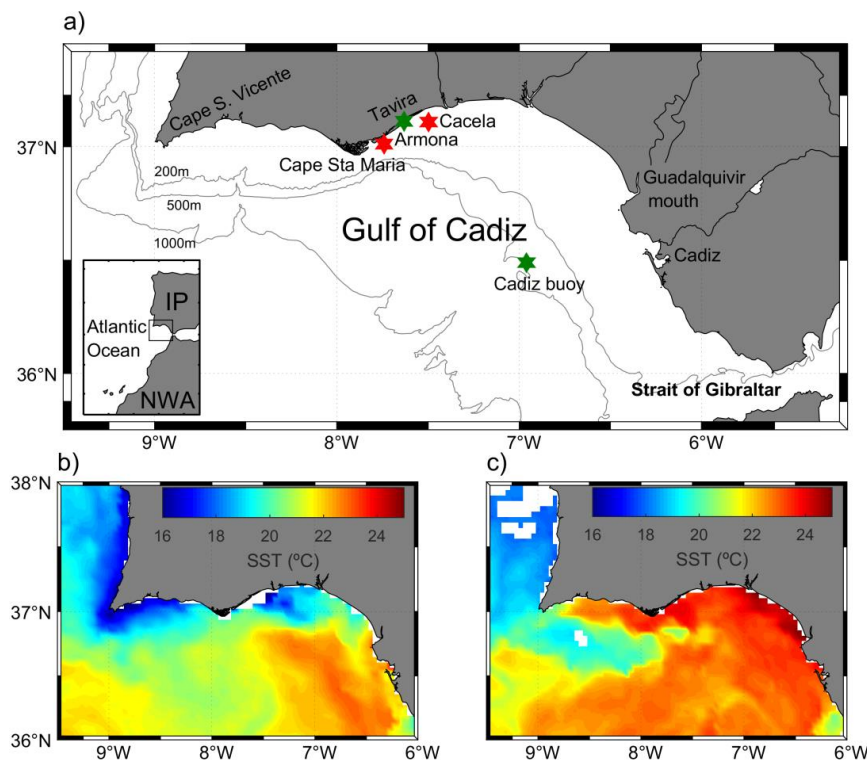 a)
Cape S. Vicente
Tavira
Cacela
Armona
37°N
Cape Sta Maria
200m
500m
1000m
Guadalquivir
mouth
Gulf of Cadiz
Cadiz
Cadiz buoy
IP
Atlantic
Ocean
NWA
36°N
Strait of Gibraltar
9°W
8°W
7°W
6°W
b)
38°N
16
18
20
22
24
SST (ºC)
37°N
36°N
9°W
8°W
7°W
6°W
c)
16
18
20
22
24
SST (ºC)
9°W
8°W
7°W
6°W